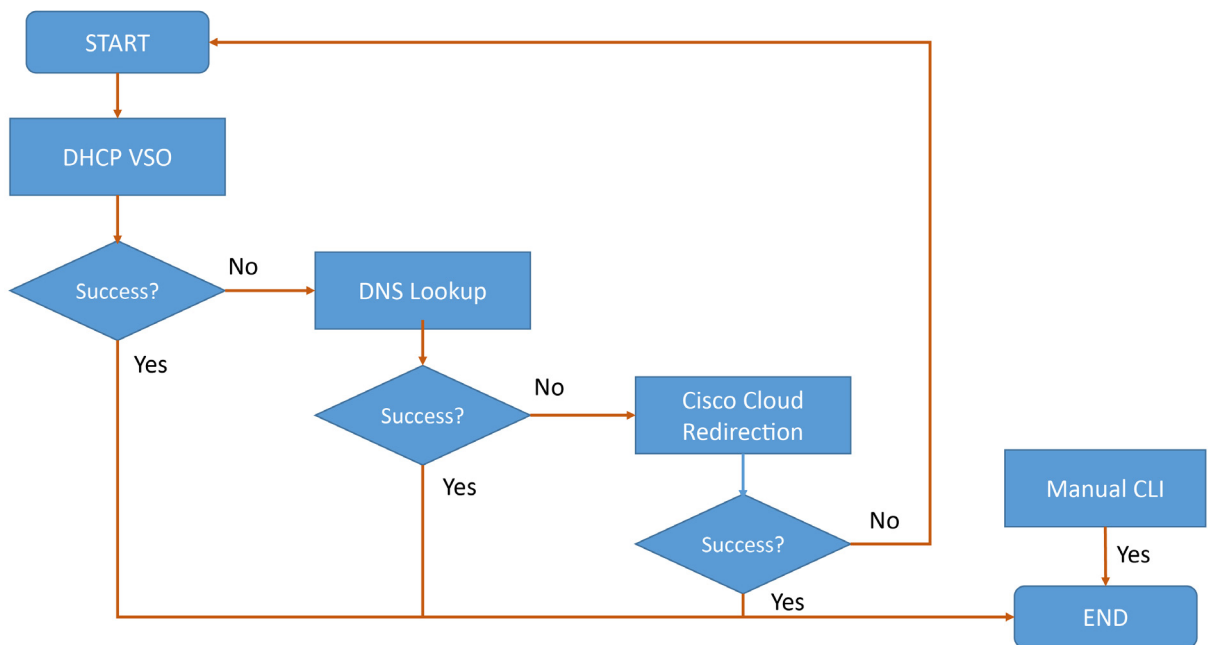 START
DHCP VSO
Success?
No
Yes
DNS Lookup
Success?
No
Yes
Cisco Cloud
Redirection
Success?
No
Yes
Manual CLI
Yes
END